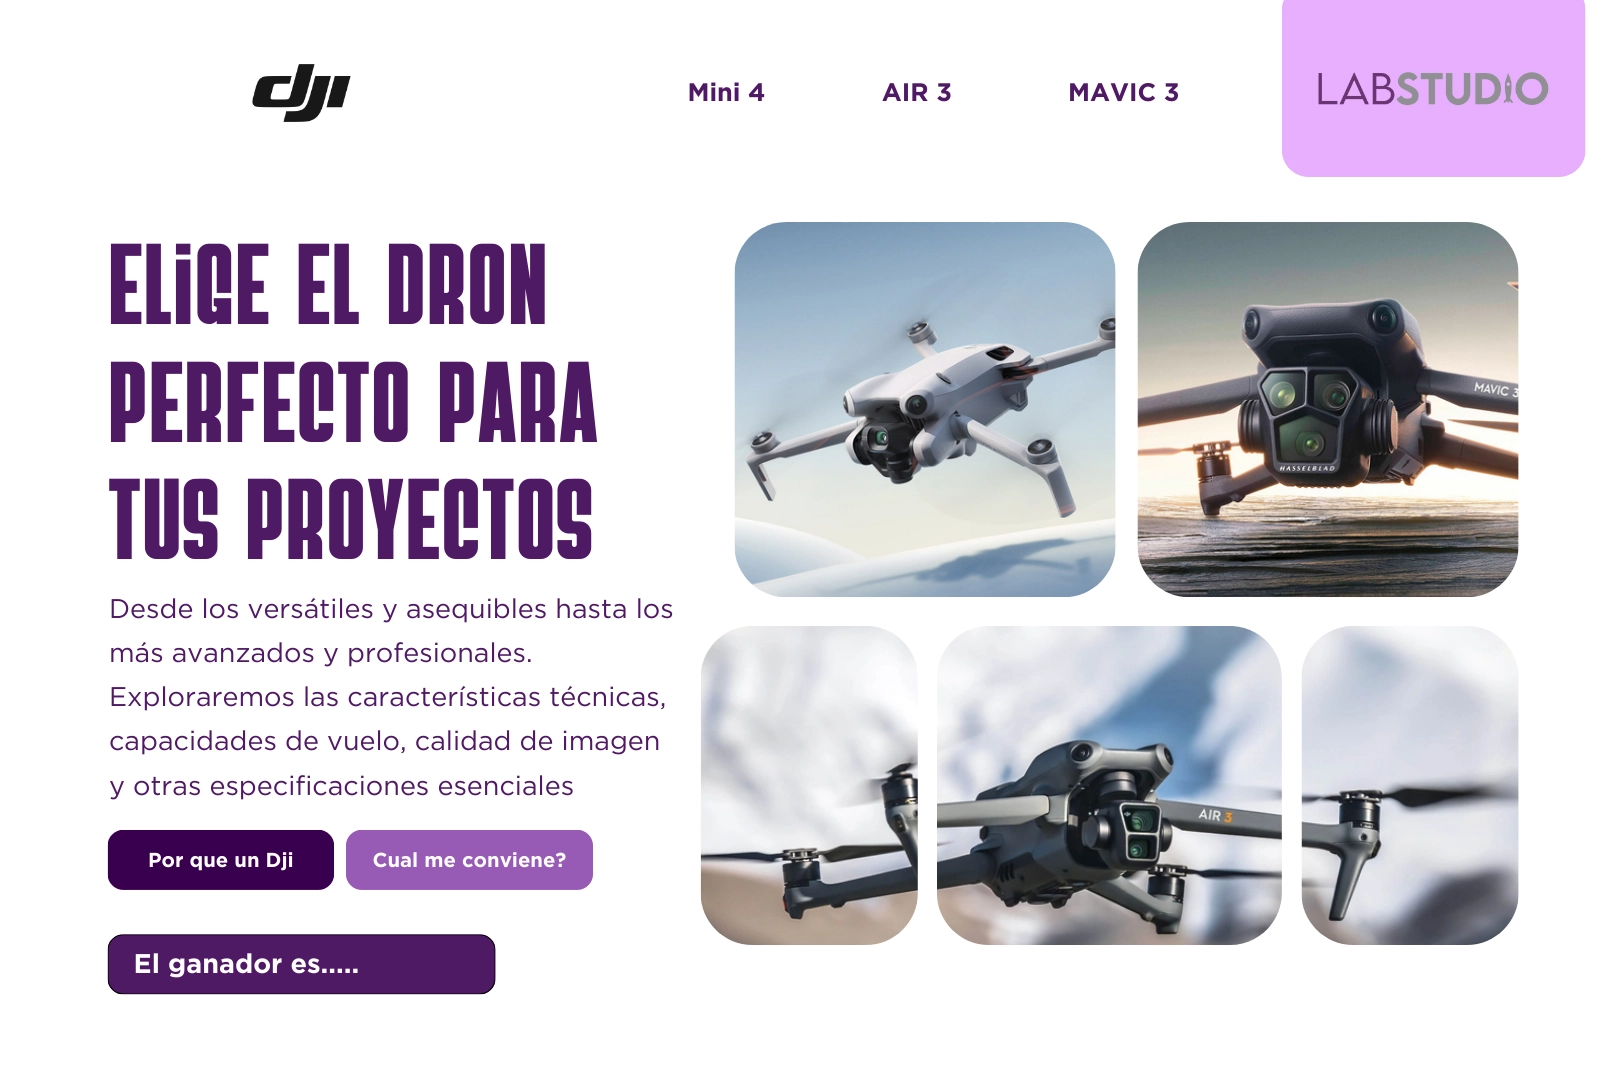 dji
Mini 4
AIR 3
MAVIC 3
LABSTUDIO
ELiGE EL DRON
PERFECTO PARA
TUS PROYECTOS
Desde los versátiles y asequibles hasta los
más avanzados y profesionales.
Exploraremos las características técnicas,
capacidades de vuelo, calidad de imagen
y otras especificaciones esenciales
Por que un Dji
Cual me conviene?
El ganador es.....
MAVIC 3
HASSELBLAD
AIR 3